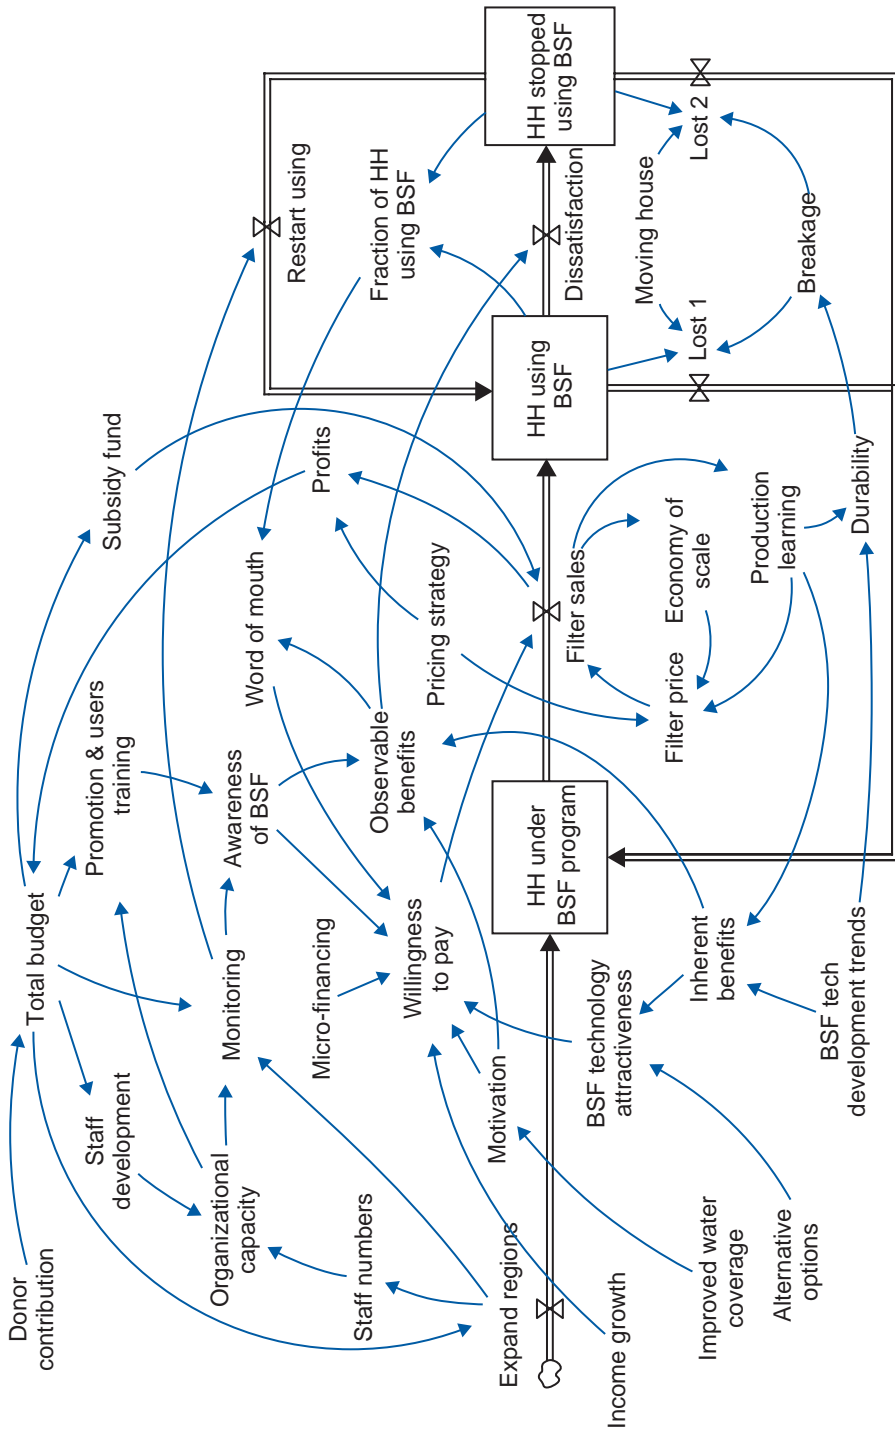 Donor
contribution
Total budget
Subsidy fund
Staff
development
Promotion & users
training
Organizational
capacity
Monitoring
Awareness
of BSF
Word of mouth
Profits
Restart using
Staff numbers
Micro-financing
Observable
benefits
Pricing strategy
Fraction of HH
using BSF
Willingness
to pay
Motivation
Expand regions
HH under
BSF program
Filter sales
HH using
BSF
Dissatisfaction
HH stopped
using BSF
Income growth
BSF technology
attractiveness
Filter price
Economy of
scale
Moving house
Lost 1
Lost 2
Improved water
coverage
Inherent
benefits
Production
learning
Breakage
Alternative
options
BSF tech
development trends
Durability